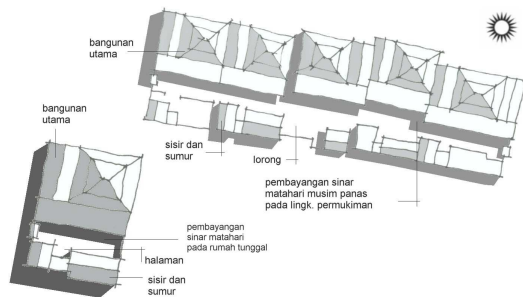 bangunan
utama
sisir dan
sumur
lorong
pembayangan sinar
matahari musim panas
pada lingk. permukiman
bangunan
utama
pembayangan
sinar matahari
pada rumah tunggal
halaman
sisir dan
sumur